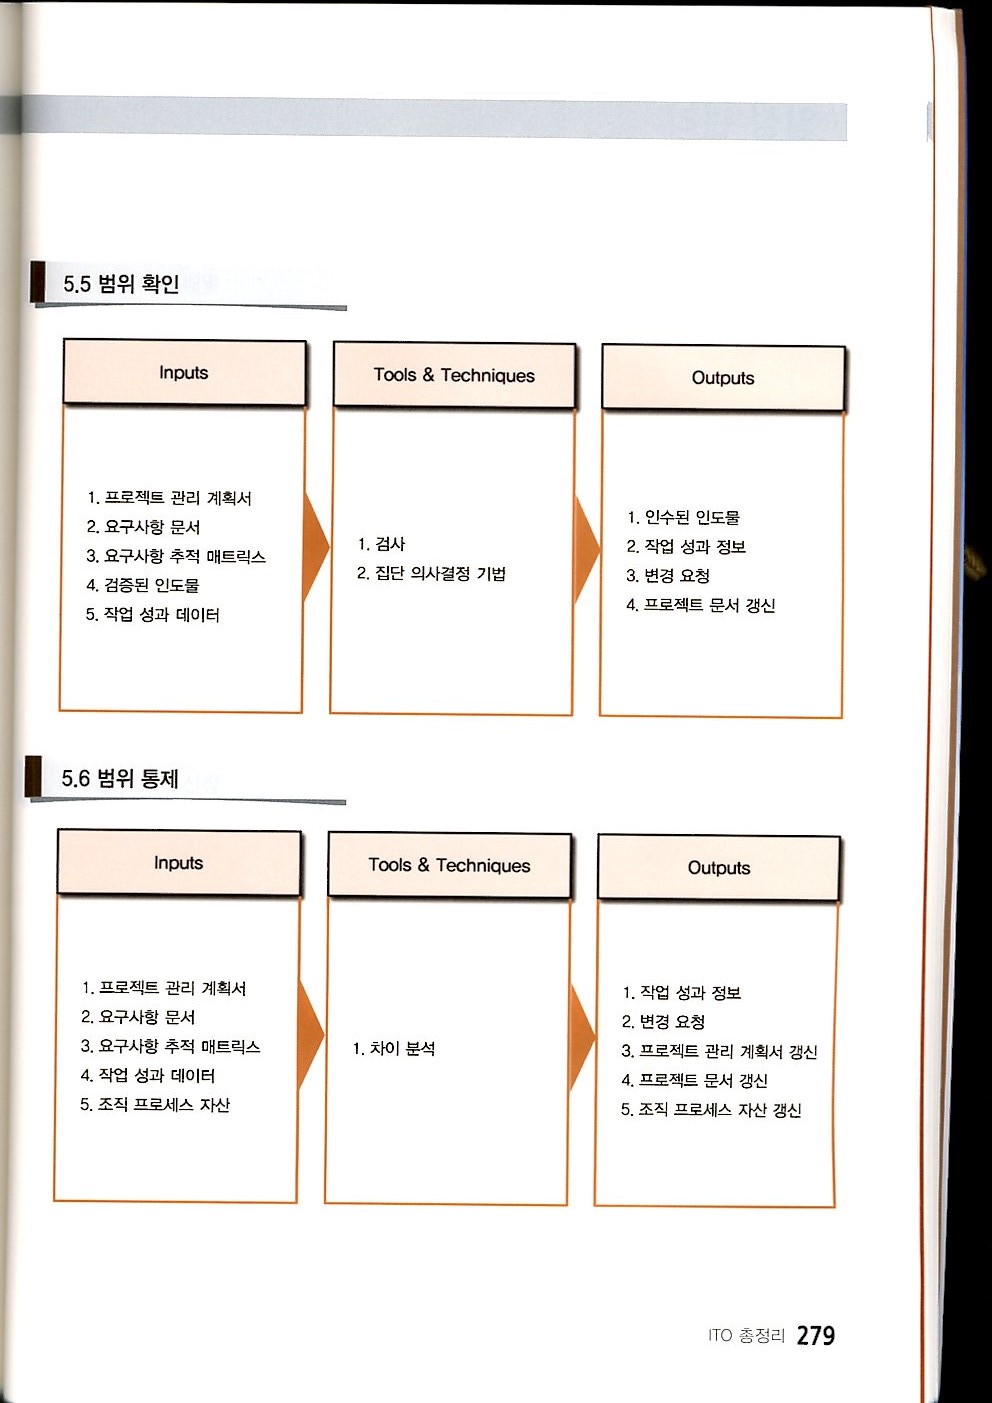 5.5 범위 확인
Inputs
1. 프로젝트 관리 계획서
2. 요구사항 문서
3. 요구사항 추적 매트릭스
4. 검증된 인도물
5. 작업 성과 데이터
Tools & Techniques
1. 검사
2. 집단 의사결정 기법
Outputs
1. 인수된 인도물
2. 작업 성과 정보
3. 변경 요청
4. 프로젝트 문서 갱신
5.6 범위 통제
Inputs
1. 프로젝트 관리 계획서
2. 요구사항 문서
3. 요구사항 추적 매트릭스
4. 작업 성과 데이터
5. 조직 프로세스 자산
Tools & Techniques
1. 차이 분석
Outputs
1. 작업 성과 정보
2. 변경 요청
3. 프로젝트 관리 계획서 갱신
4. 프로젝트 문서 갱신
5. 조직 프로세스 자산 갱신
ITO 총정리 279